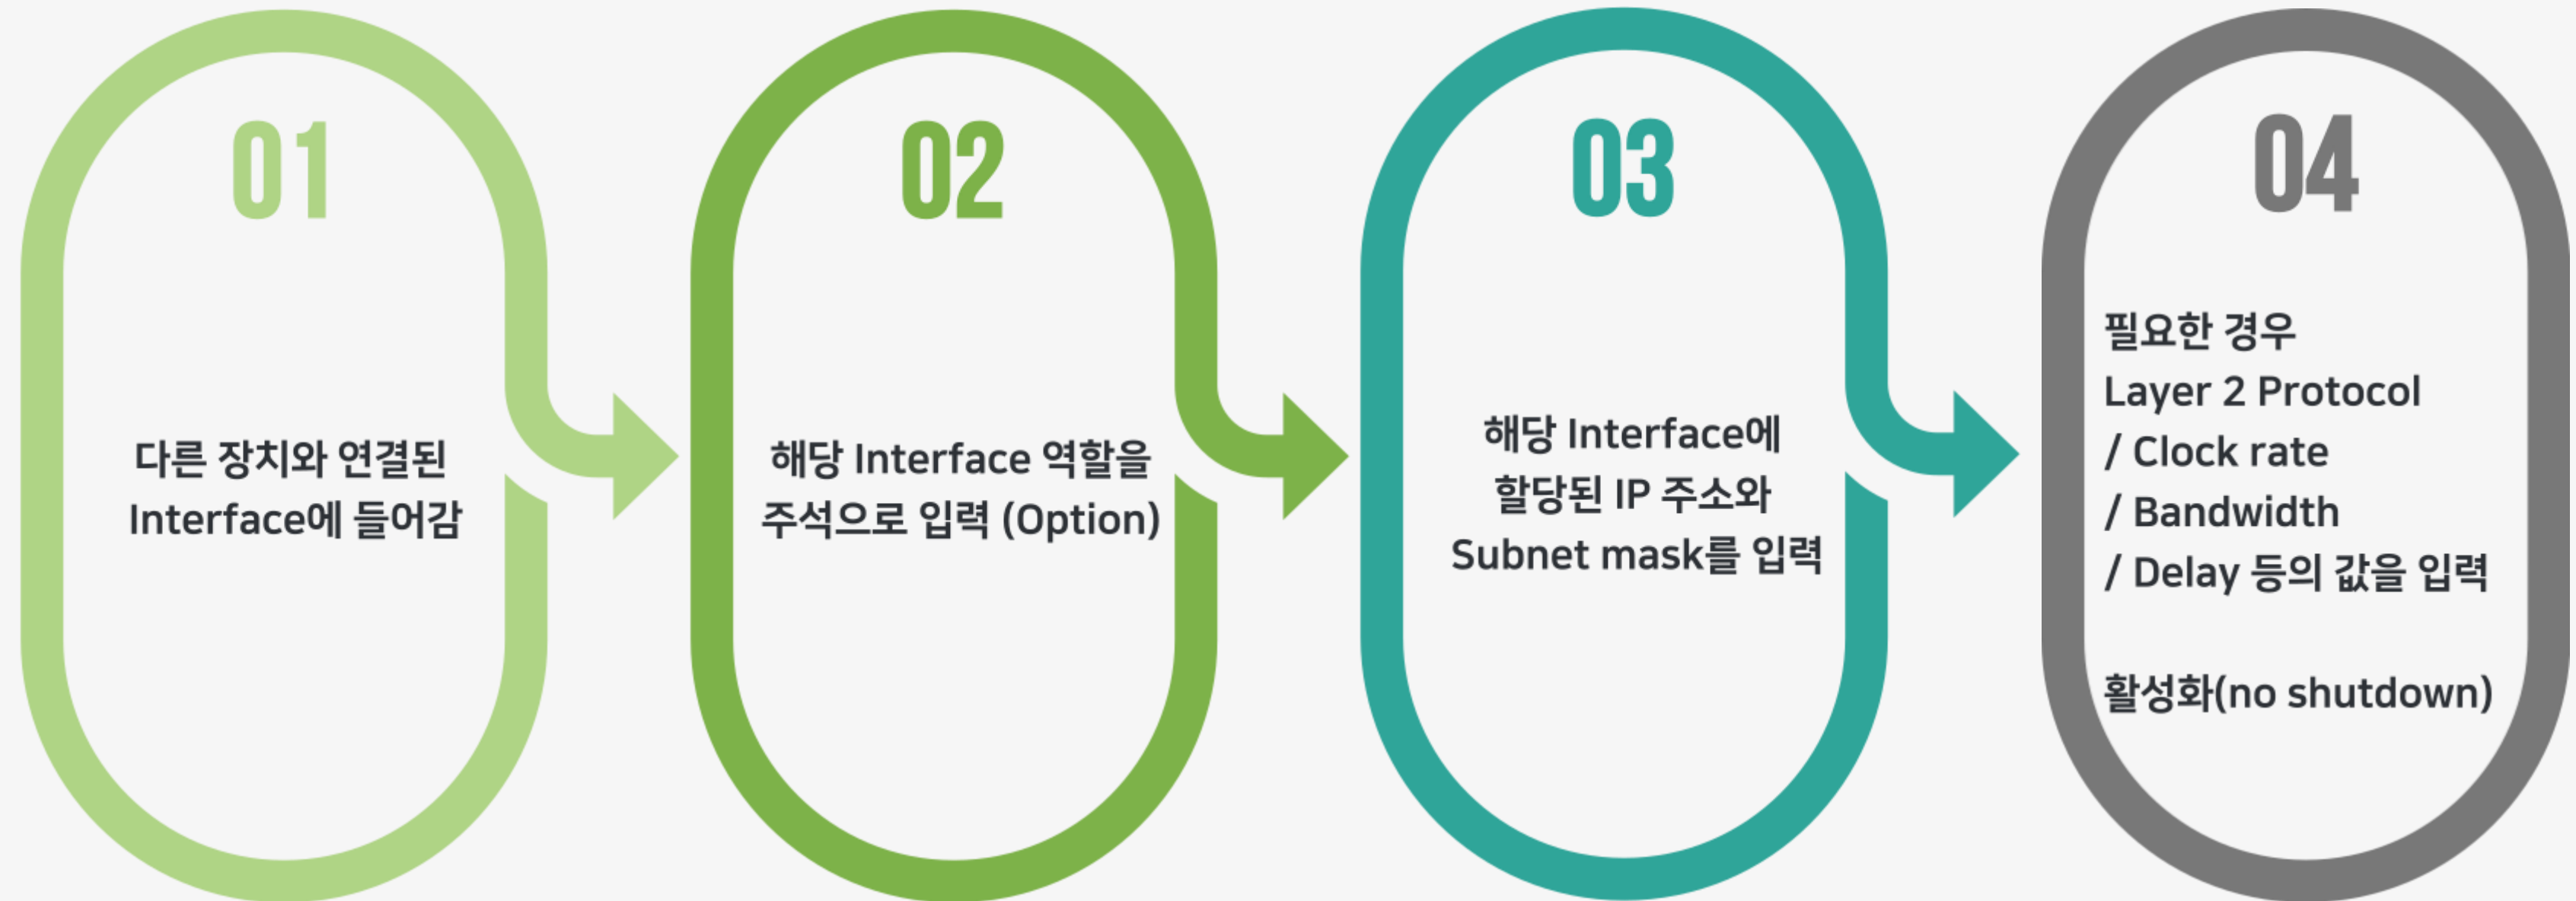 01
다른 장치와 연결된
Interface에 들어감
02
해당 Interface 역할을
주석으로 입력 (Option)
03
해당 Interface에
할당된 IP 주소와
Subnet mask를 입력
04
필요한 경우
Layer 2 Protocol
/ Clock rate
/ Bandwidth
/ Delay 등의 값을 입력
활성화(no shutdown)